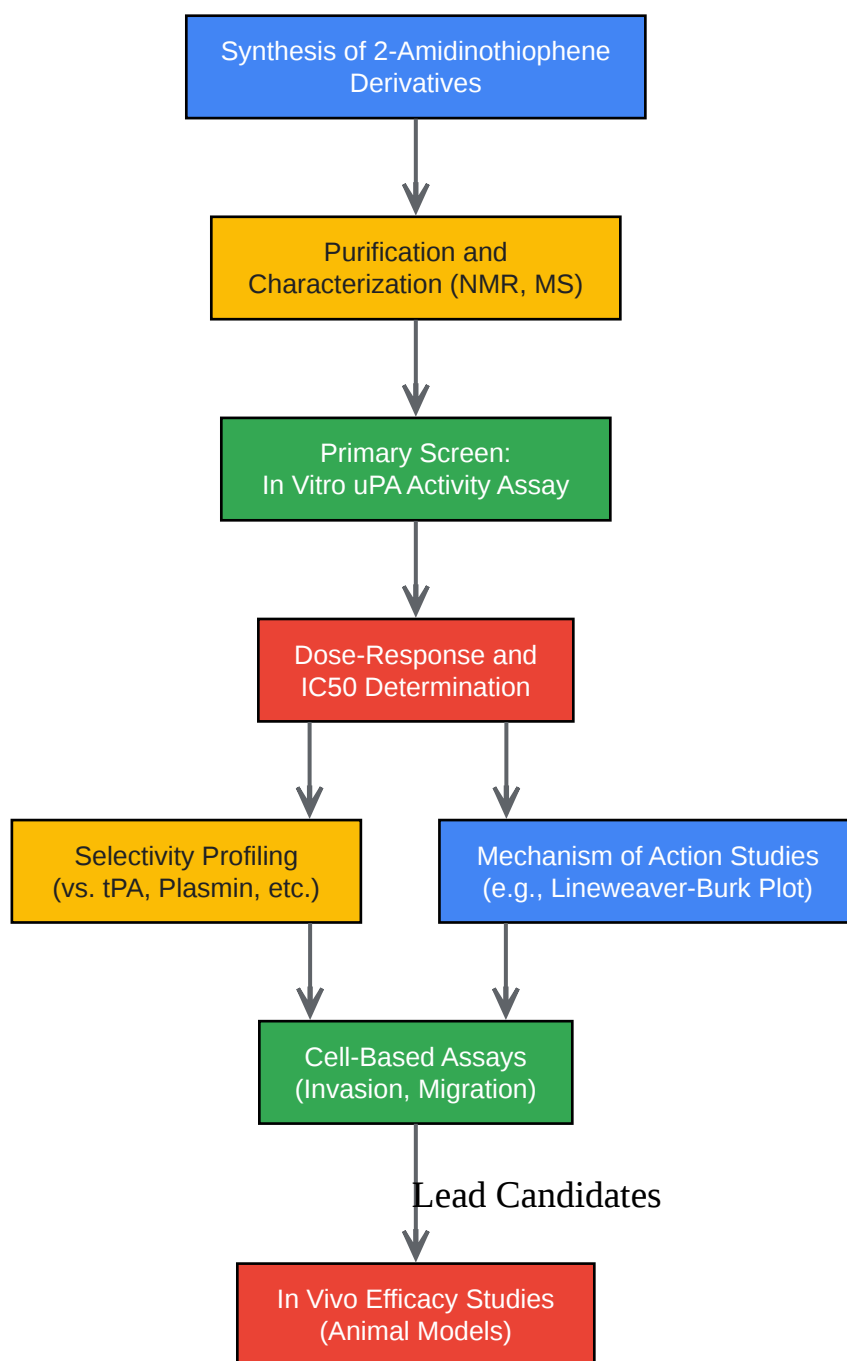 Synthesis of 2-Amidinothiophene
Derivatives
Purification and
Characterization (NMR, MS)
Primary Screen:
In Vitro uPA Activity Assay
Dose-Response and
IC50 Determination
Selectivity Profiling
(vs. tPA, Plasmin, etc.)
Mechanism of Action Studies
(e.g., Lineweaver-Burk Plot)
Cell-Based Assays
(Invasion, Migration)
Lead Candidates
In Vivo Efficacy Studies
(Animal Models)